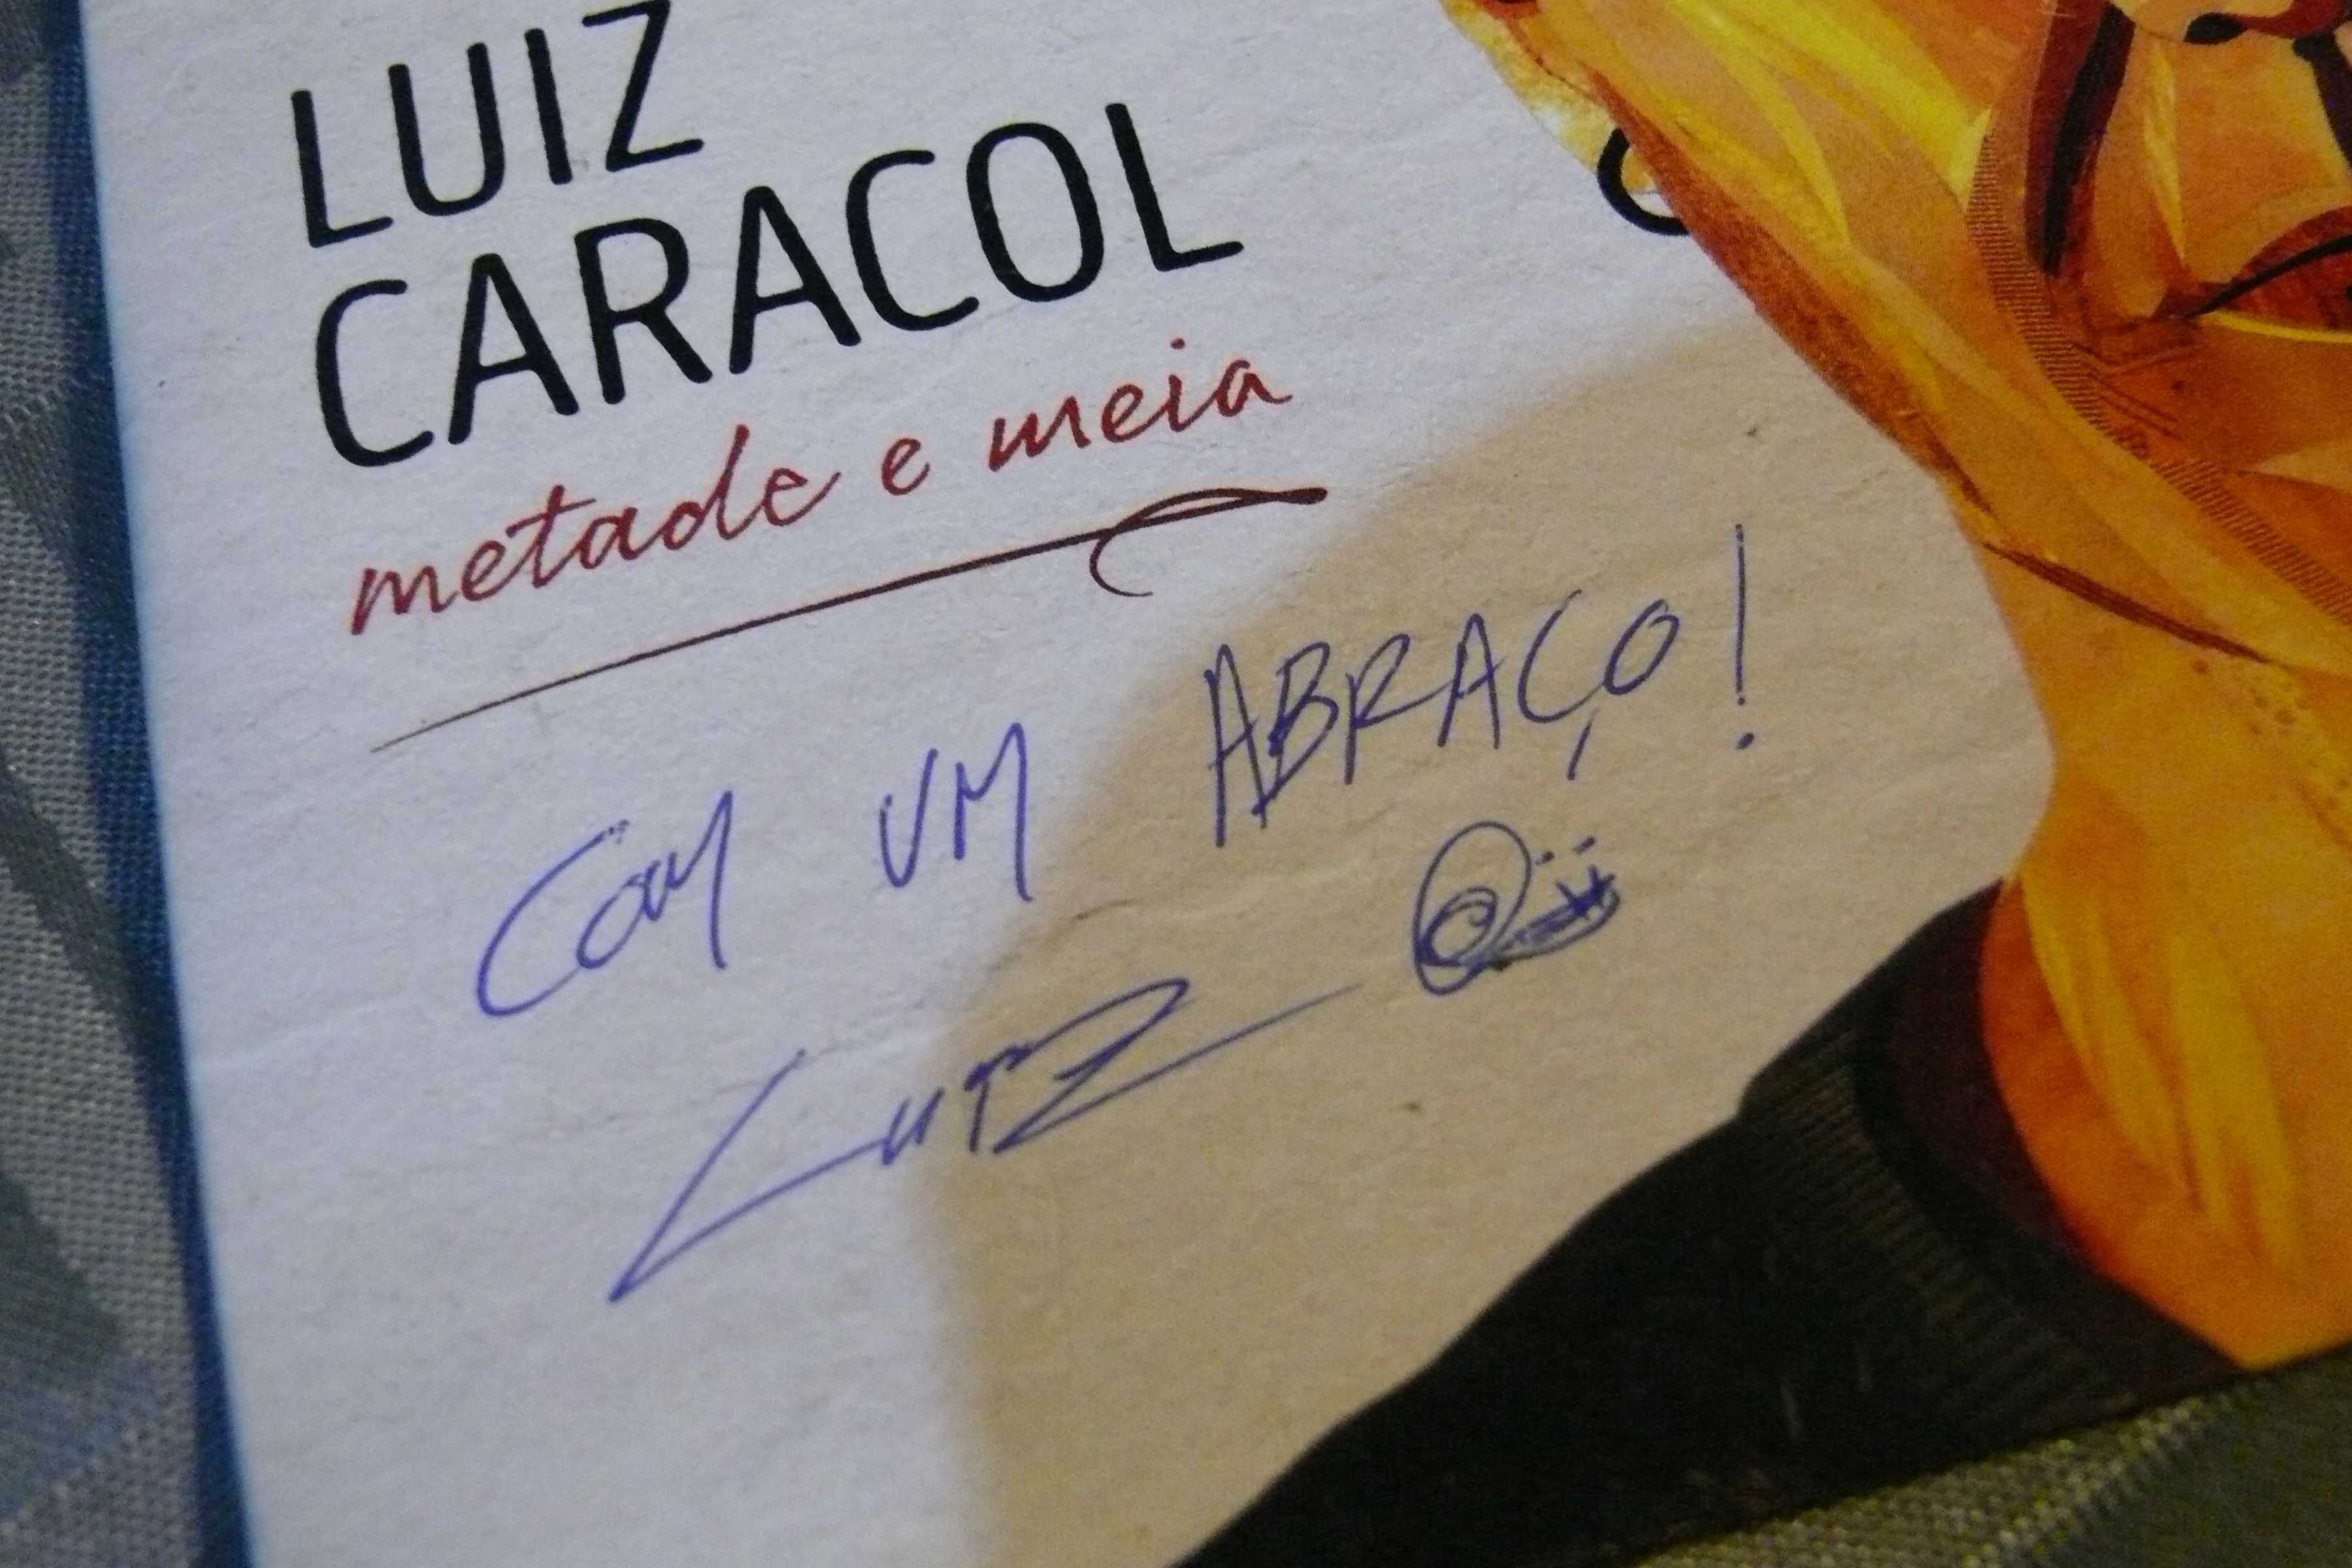 LUIZ
CARACOL
metade e meia
COM UM ABRAÇO!
LUIZ